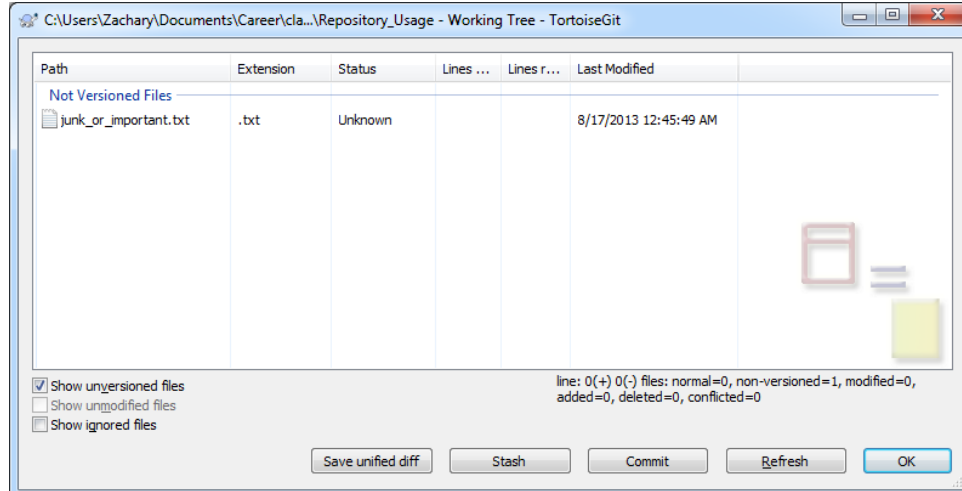 C:\Users\Zachary\Documents\Career\cla...\Repository_Usage - Working Tree - TortoiseGit
Path Extension Status Lines ... Lines r... Last Modified
Not Versioned Files
junk_or_important.txt .txt Unknown 8/17/2013 12:45:49 AM
Show unversioned files
Show unmodified files
Show ignored files
line: 0(+) 0(-) files: normal=0, non-versioned=1, modified=0,
added=0, deleted=0, conflicted=0
Save unified diff Stash Commit Refresh OK